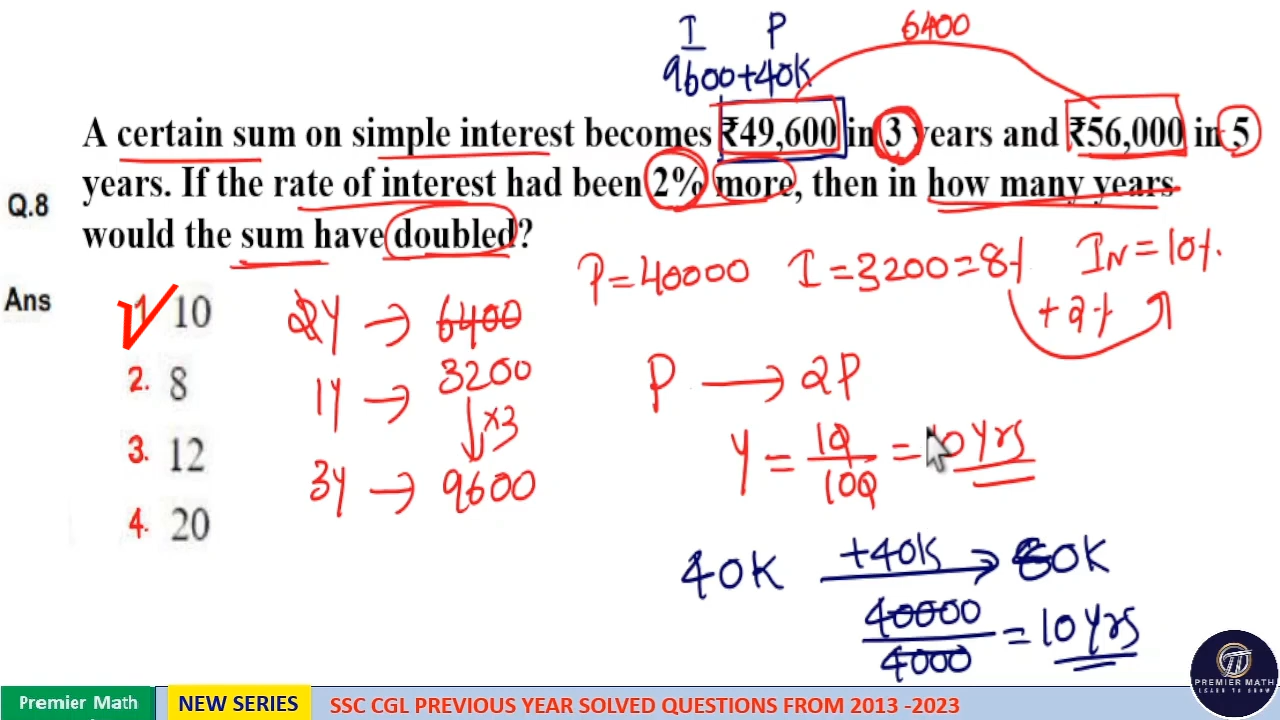 I P 6400
9600+40K
A certain sum on simple interest becomes ₹49,600 in 3 years and ₹56,000 in 5
Q.8 years. If the rate of interest had been 2% more, then in how many years
would the sum have doubled?
P=40000 I=3200=8% I N=10%
+2%
Ans
1. 10
2. 8
3. 12
4. 20
2Y → 6400
1Y → 3200
×3
3Y → 9600
P → 2P
Y = 10/100 = 10 Yrs
40K +40K → 80K
40000/4000 = 10 Yrs
PREMIER MATH
LEARN TO SHOW
Premier Math NEW SERIES SSC CGL PREVIOUS YEAR SOLVED QUESTIONS FROM 2013 -2023